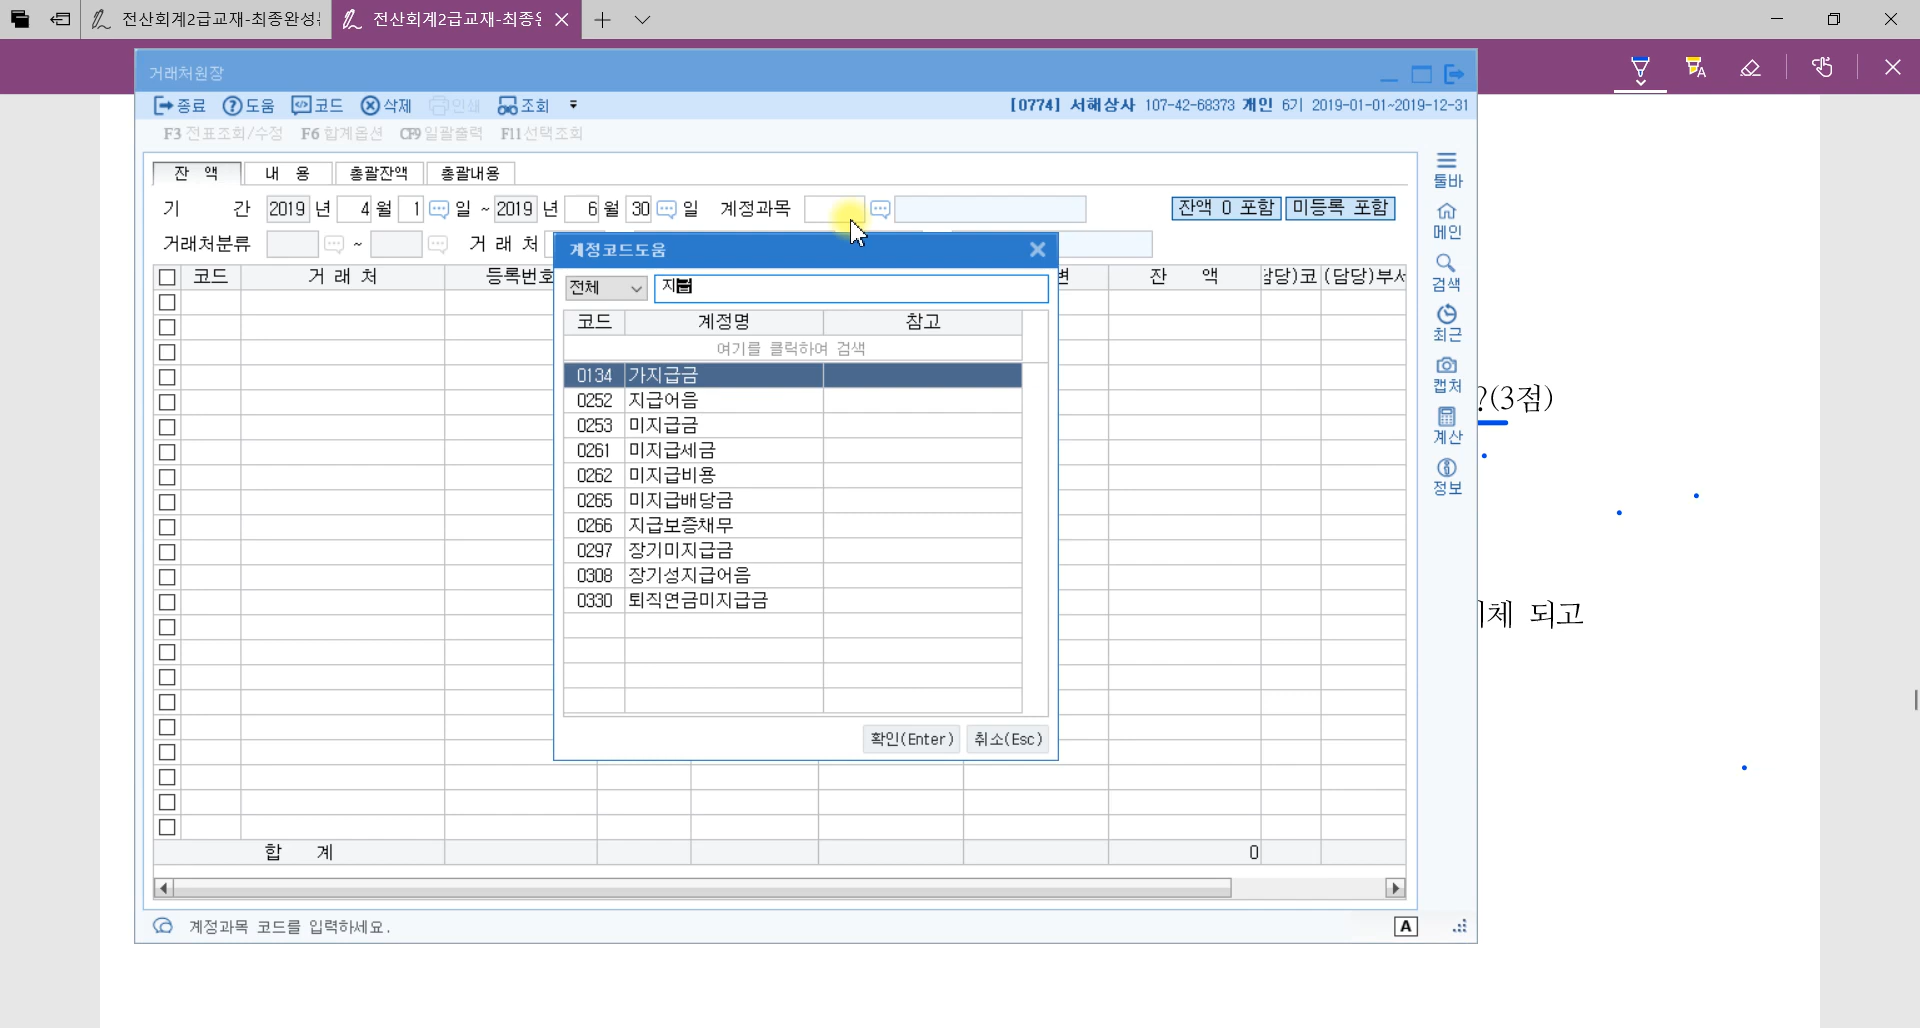 전산회계2급교재-최종완성
전산회계2급교재-최종완
거래처원장
종료 도움 코드 삭제 인쇄 조회
[0774] 서해상사 107-42-68373 개인 6기 2019-01-01~2019-12-31
F3 전표조회/수정 F6 합계옵션 CF9 일괄출력 F11 선택조회
잔 액 내 용 총괄잔액 총괄내용
기 간 2019 년 4 월 1 일 ~ 2019 년 6 월 30 일 계정과목 잔액 0 포함 미등록 포함
거래처분류 ~ 거 래 처
코드 거 래 처 등록번호 변 잔 액 담당)코 (담당)부서
계정코드도움
전체 지급
코드 계정명 참고
여기를 클릭하여 검색
0134 가지급금
0252 지급어음
0253 미지급금
0261 미지급세금
0262 미지급비용
0265 미지급배당금
0266 지급보증채무
0297 장기미지급금
0308 장기성지급어음
0330 퇴직연금미지급금
확인(Enter) 취소(Esc)
합 계 0
계정과목 코드를 입력하세요.
A
툴바
메인
검색
최근
캡처
계산
정보
?(3점)
체 되고